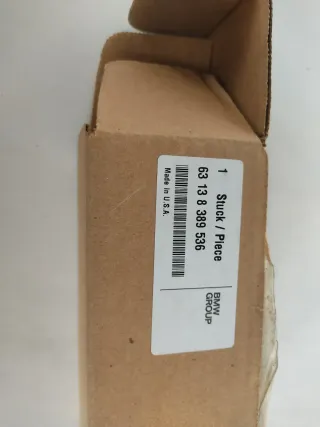 1 Stuck / Piece
63 13 8 389 536
Made in U.S.A.
BMW
GROUP